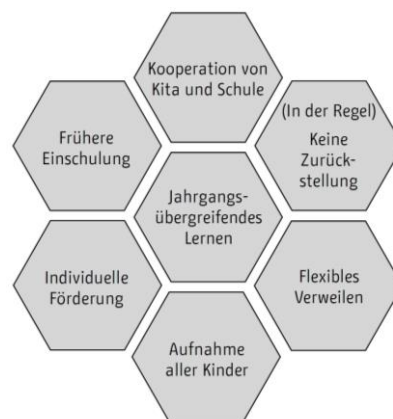 Kooperation von
Kita und Schule
Frühere
Einschulung
(In der Regel)
Keine
Zurück-
stellung
Jahrgangs-
übergreifendes
Lernen
Individuelle
Förderung
Flexibles
Verweilen
Aufnahme
aller Kinder